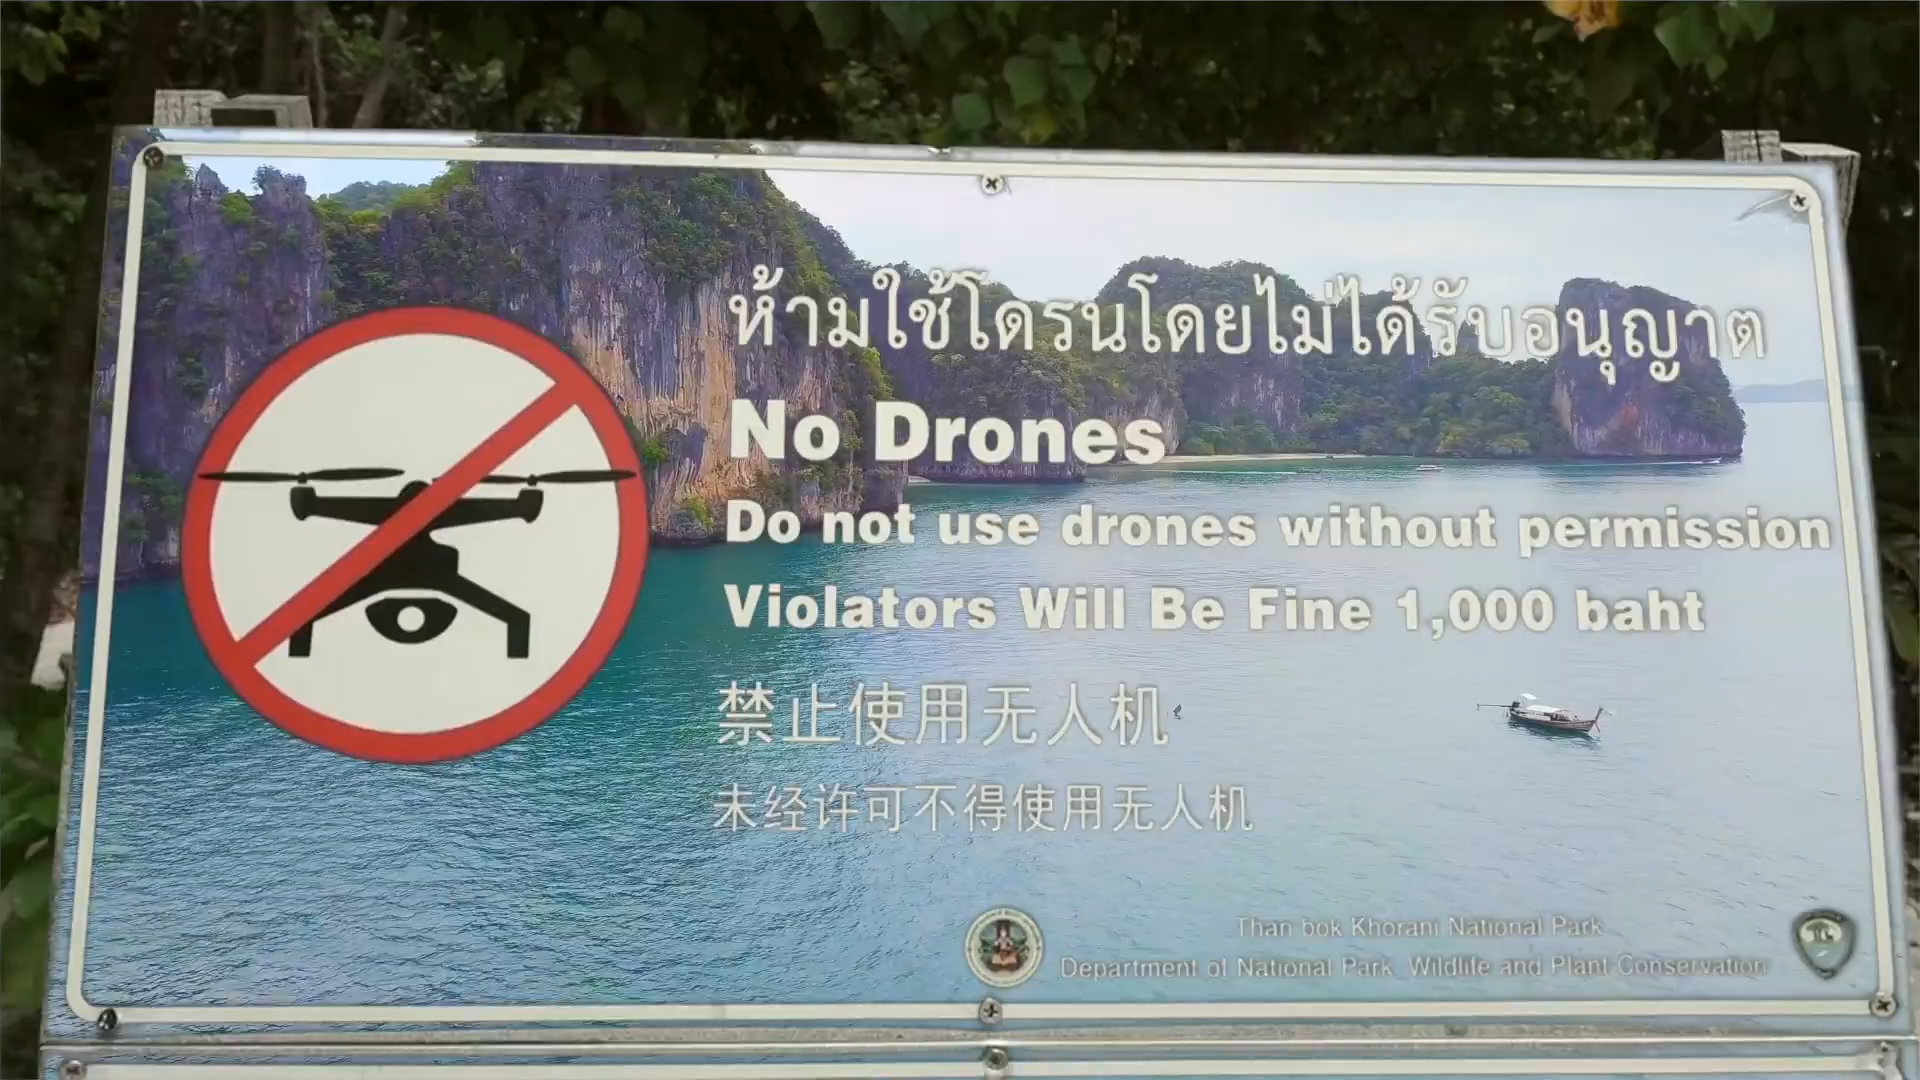 ห้ามใช้โดรนโดยไม่ได้รับอนุญาต
No Drones
Do not use drones without permission
Violators Will Be Fine 1,000 baht
禁止使用无人机
未经许可不得使用无人机
Than bok Khorani National Park
Department of National Park Wildlife and Plant Conservation